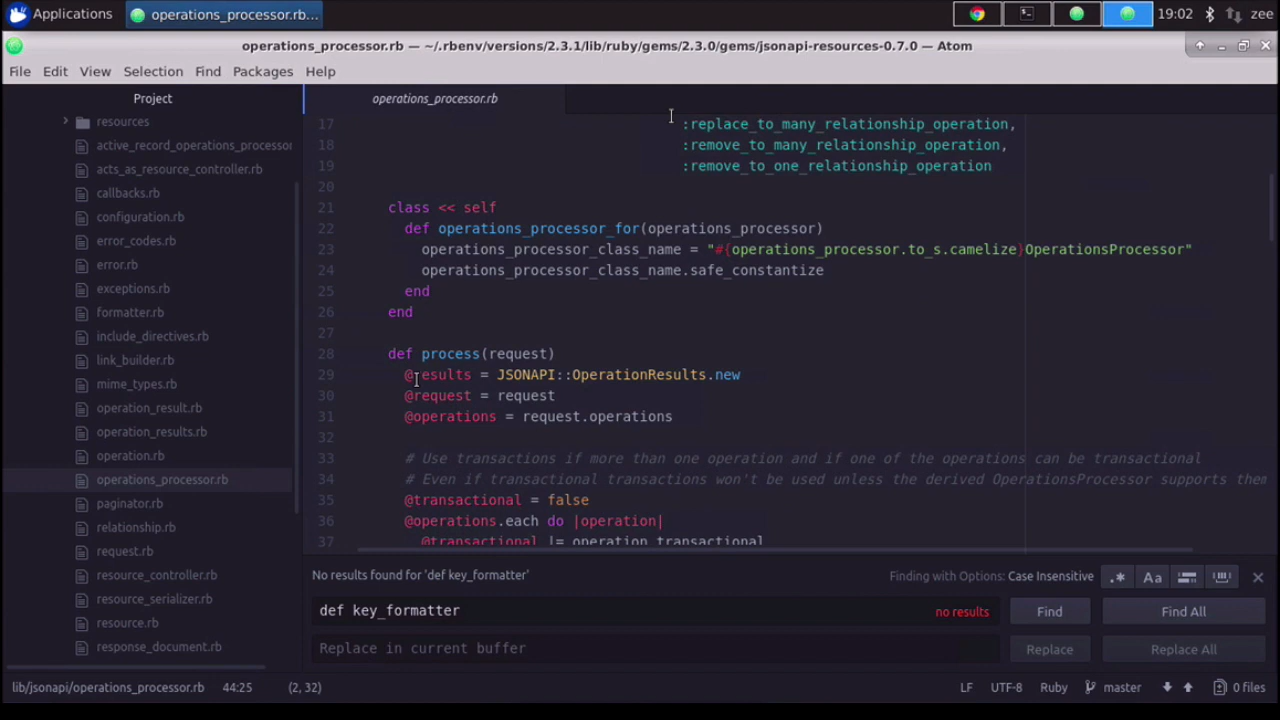 Applications
operations_processor.rb...
19:02
zee
operations_processor.rb — ~/.rbenv/versions/2.3.1/lib/ruby/gems/2.3.0/gems/jsonapi-resources-0.7.0 — Atom
File Edit View Selection Find Packages Help
Project
resources
active_record_operations_processor
acts_as_resource_controller.rb
callbacks.rb
configuration.rb
error_codes.rb
error.rb
exceptions.rb
formatter.rb
include_directives.rb
link_builder.rb
mime_types.rb
operation_result.rb
operation_results.rb
operation.rb
operations_processor.rb
paginator.rb
relationship.rb
request.rb
resource_controller.rb
resource_serializer.rb
resource.rb
response_document.rb
operations_processor.rb
17 :replace_to_many_relationship_operation,
18 :remove_to_many_relationship_operation,
19 :remove_to_one_relationship_operation
20
21 class << self
22 def operations_processor_for(operations_processor)
23 operations_processor_class_name = "#{operations_processor.to_s.camelize}OperationsProcessor"
24 operations_processor_class_name.safe_constantize
25 end
26 end
27
28 def process(request)
29 @results = JSONAPI::OperationResults.new
30 @request = request
31 @operations = request.operations
32
33 # Use transactions if more than one operation and if one of the operations can be transactional
34 # Even if transactional transactions won't be used unless the derived OperationsProcessor supports them
35 @transactional = false
36 @operations.each do |operation|
37 @transactional |= operation.transactional
No results found for 'def key_formatter'
Finding with Options: Case Insensitive
.* Aa
def key_formatter
no results
Find
Find All
Replace in current buffer
Replace
Replace All
lib/jsonapi/operations_processor.rb 44:25 (2, 32)
LF UTF-8 Ruby master 0 files